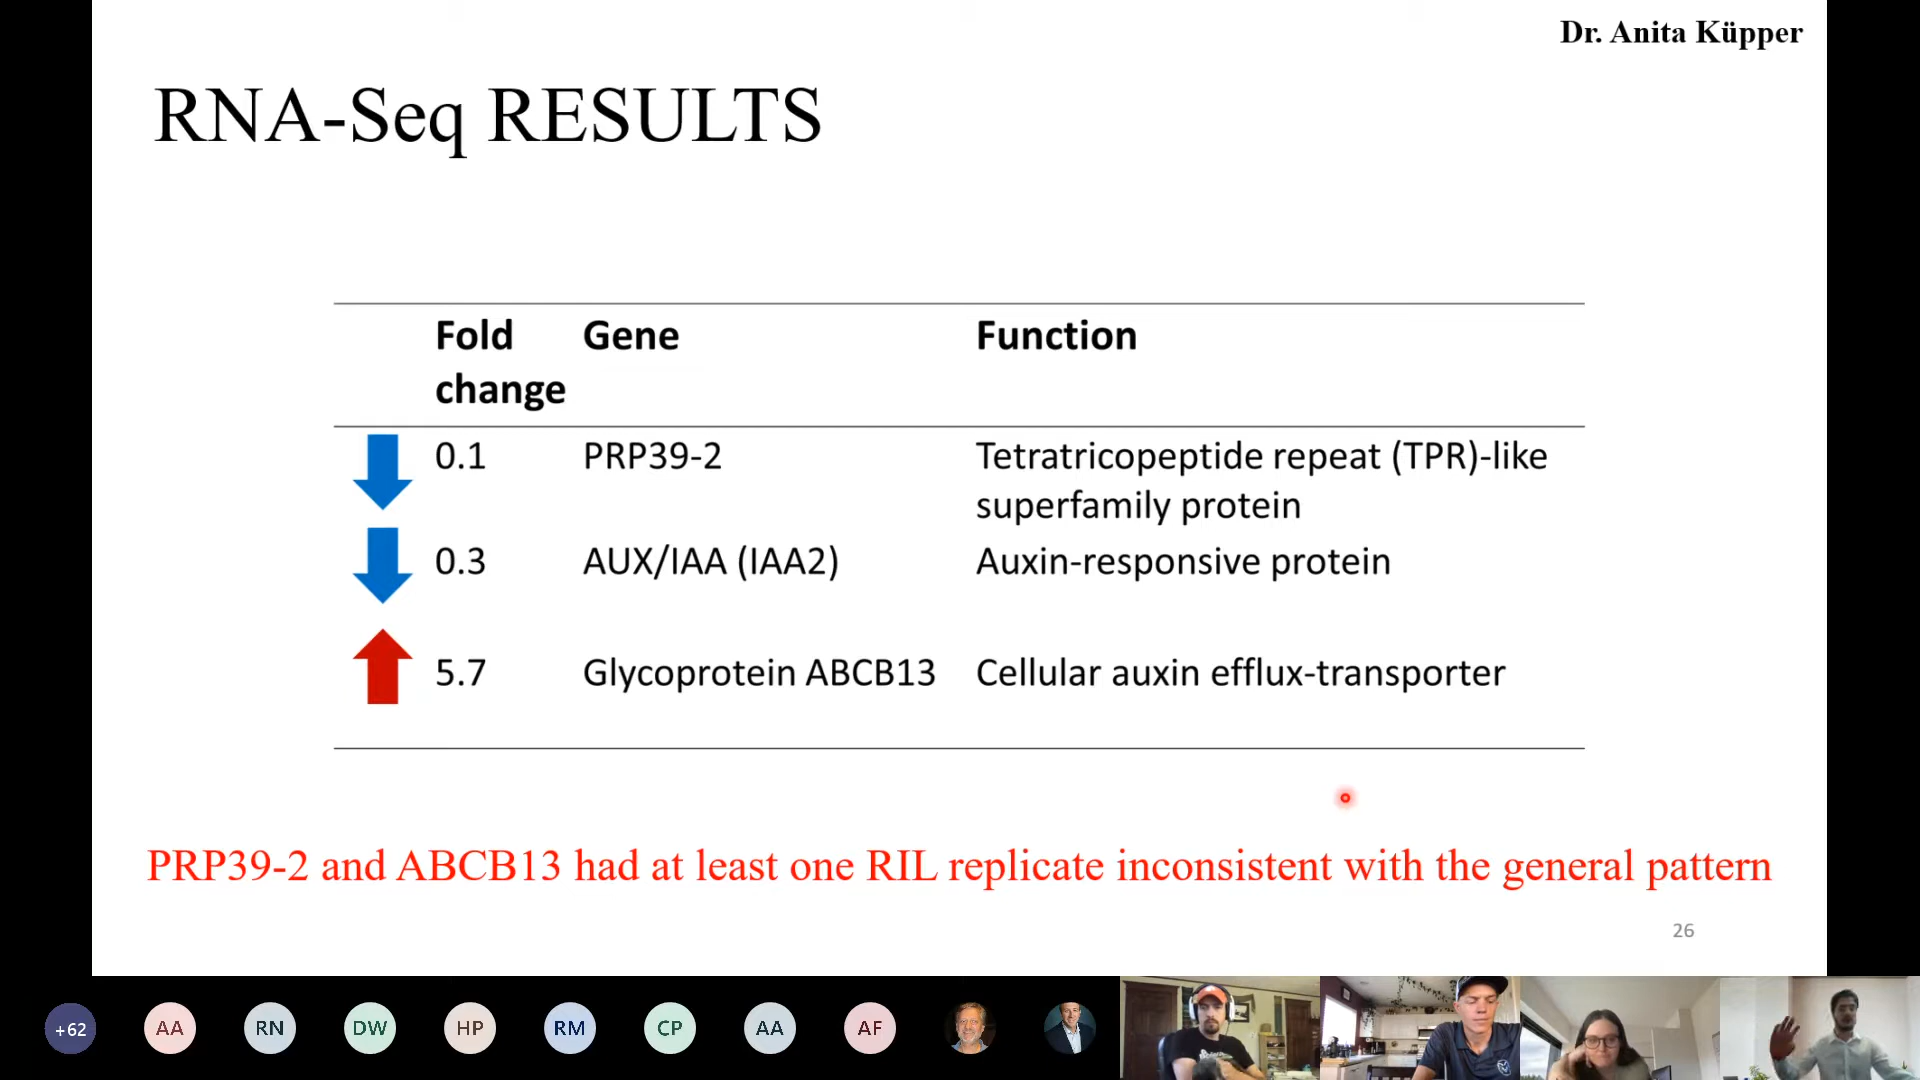 Dr. Anita Küpper
RNA-Seq RESULTS
Fold change Gene Function
0.1 PRP39-2 Tetratricopeptide repeat (TPR)-like superfamily protein
0.3 AUX/IAA (IAA2) Auxin-responsive protein
5.7 Glycoprotein ABCB13 Cellular auxin efflux-transporter
PRP39-2 and ABCB13 had at least one RIL replicate inconsistent with the general pattern
26
+62 AA RN DW HP RM CP AA AF